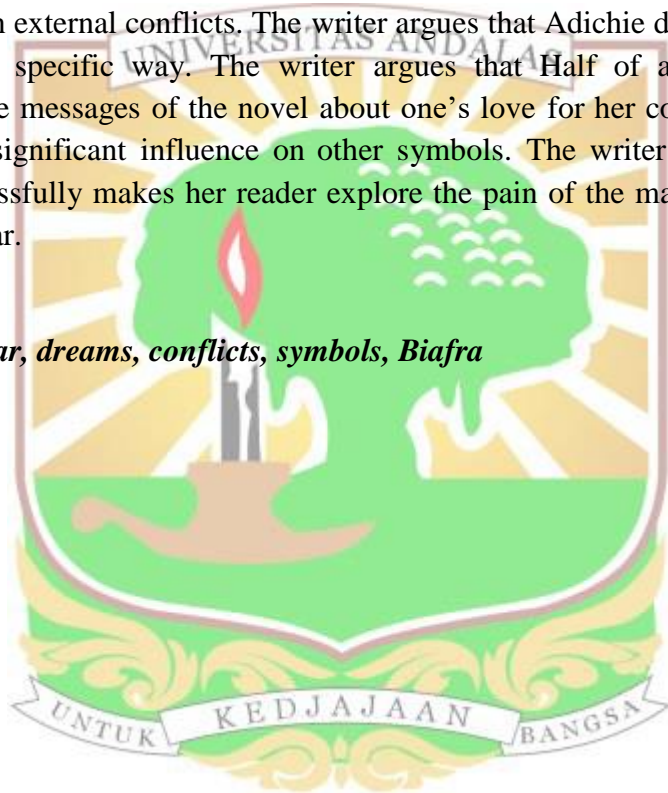 n external conflicts. The writer argues that Adichie d
UNIVERSITAS ANDALAS
specific way. The writer argues that Half of a
e messages of the novel about one’s love for her co
significant influence on other symbols. The writer
ssfully makes her reader explore the pain of the ma
ar.
ar, dreams, conflicts, symbols, Biafra
UNTUK KEDJAJAAN BANGSA